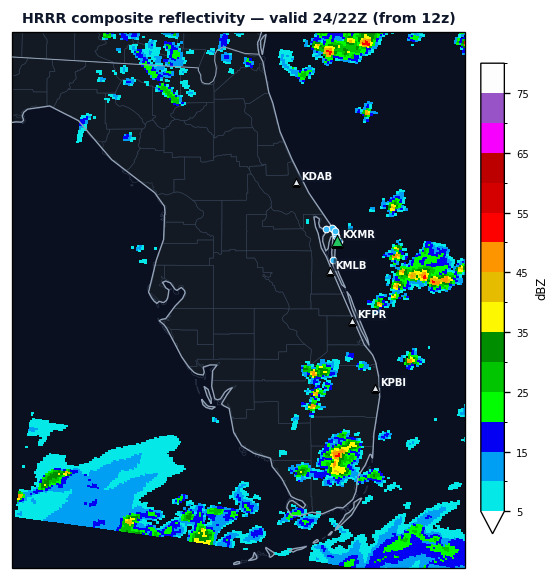 HRRR composite reflectivity — valid 24/22Z (from 12z)
KDAB
KXMR
KMLB
KFPR
KPBI
75
65
55
45
35
25
15
5
dBZ